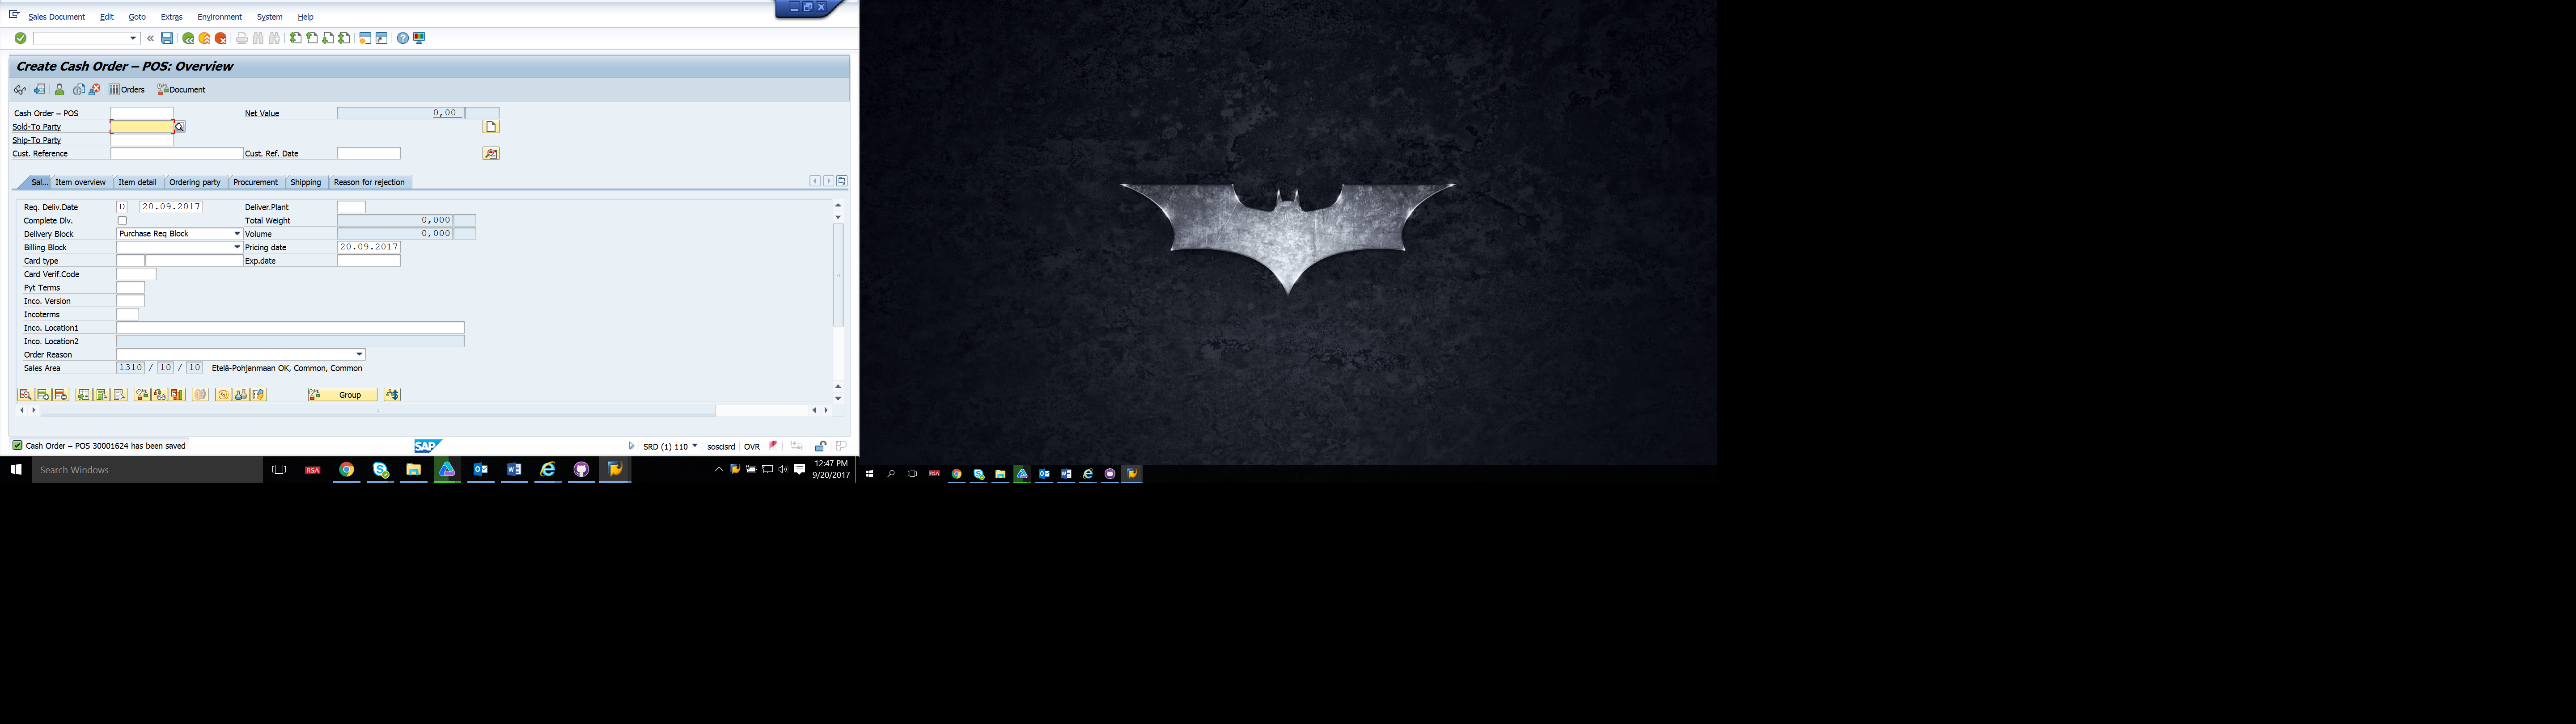 Sales Document Edit Goto Extras Environment System Help
Create Cash Order – POS: Overview
Orders Document
Cash Order – POS Net Value 0,00
Sold-To Party
Ship-To Party
Cust. Reference Cust. Ref. Date
Sal... Item overview Item detail Ordering party Procurement Shipping Reason for rejection
Req. Deliv.Date D 20.09.2017 Deliver.Plant
Complete Dlv. Total Weight 0,000
Delivery Block Purchase Req Block Volume 0,000
Billing Block Pricing date 20.09.2017
Card type Exp.date
Card Verif.Code
Pyt Terms
Inco. Version
Incoterms
Inco. Location1
Inco. Location2
Order Reason
Sales Area 1310 / 10 / 10 Etelä-Pohjanmaan OK, Common, Common
Group
Cash Order – POS 30001624 has been saved SAP SRD (1) 110 soscisrd OVR
Search Windows RSA 12:47 PM
9/20/2017
RSA